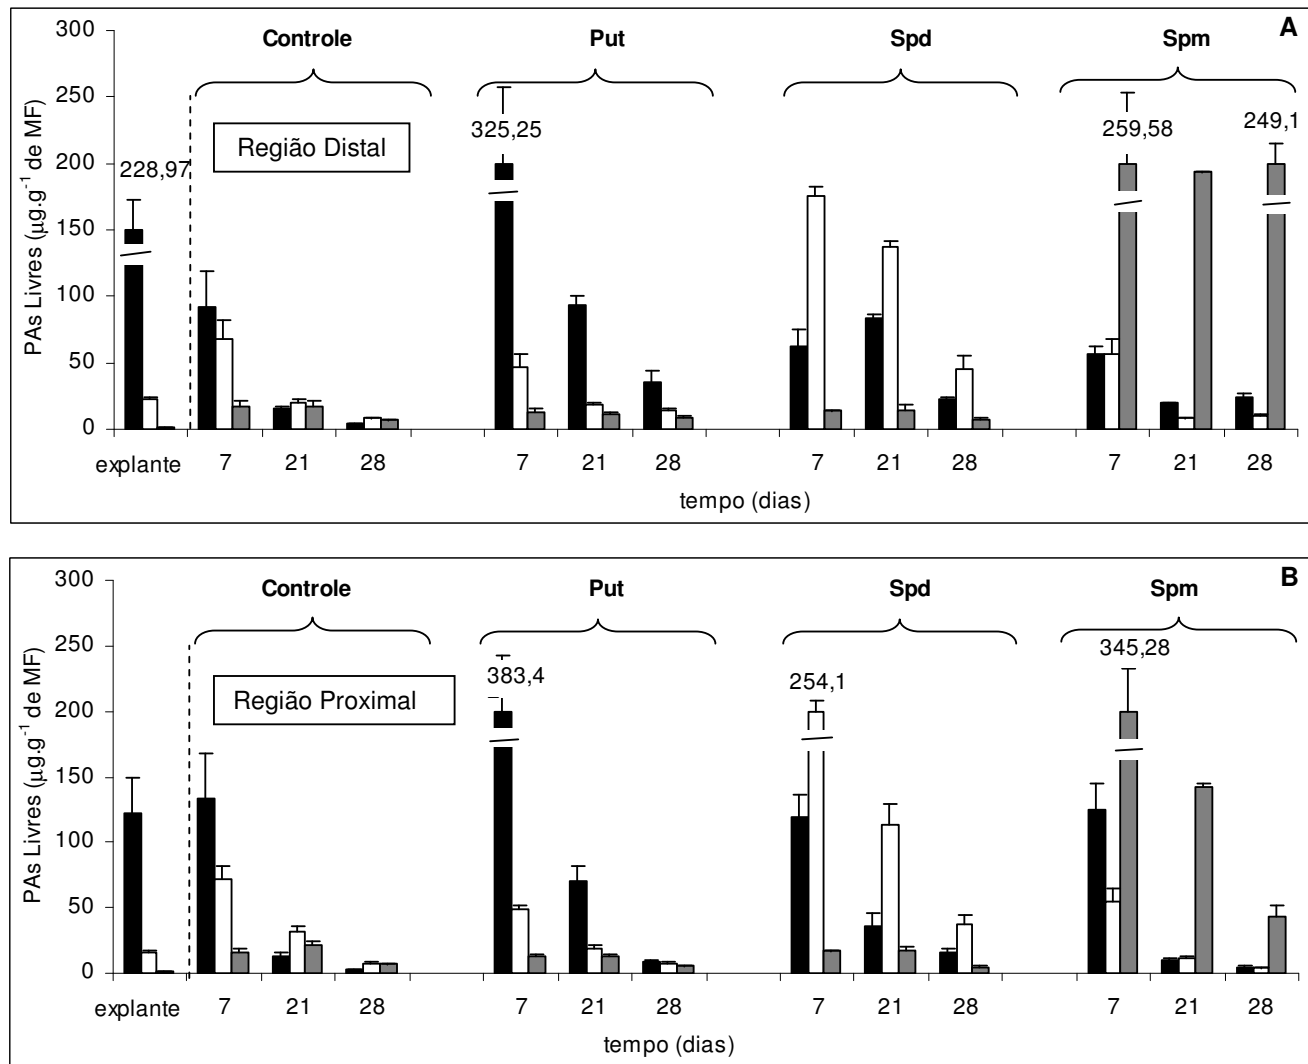 A
Controle Put Spd Spm
300
250
200
150
100
50
0
PAs Livres (µg.g-1 de MF)
Região Distal
228,97
325,25
259,58
249,1
explante 7 21 28 7 21 28 7 21 28 7 21 28
tempo (dias)
B
Controle Put Spd Spm
300
250
200
150
100
50
0
PAs Livres (µg.g-1 de MF)
Região Proximal
383,4
254,1
345,28
explante 7 21 28 7 21 28 7 21 28 7 21 28
tempo (dias)